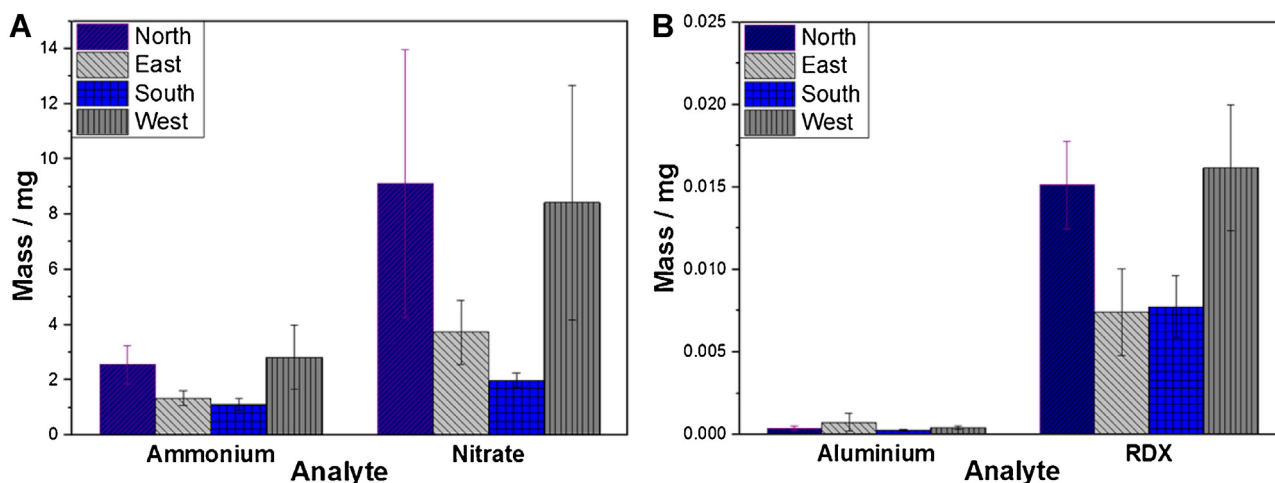 A
North
East
South
West
14
12
10
8
6
4
2
0
Mass / mg
Ammonium
Nitrate
Analyte
B
North
East
South
West
0.025
0.020
0.015
0.010
0.005
0.000
Mass / mg
Aluminium
RDX
Analyte